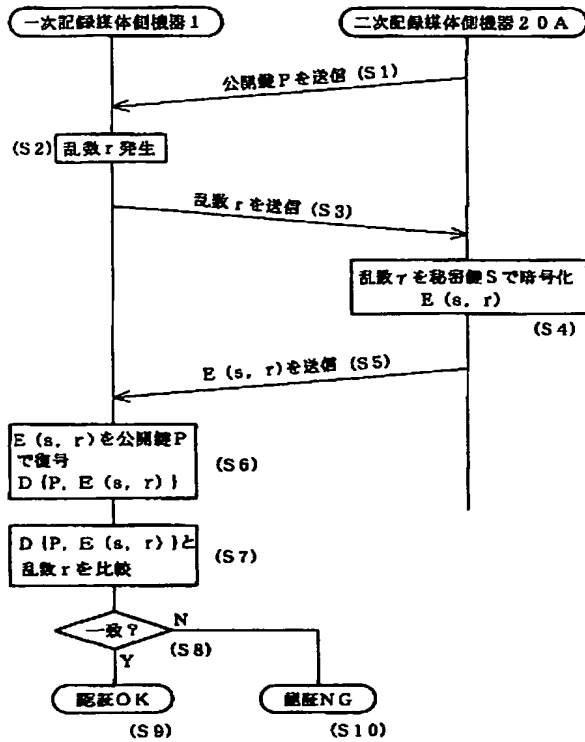 一次記録媒体側機器1
二次記録媒体側機器20A
公開鍵Pを送信 (S1)
(S2) 乱数r発生
乱数rを送信 (S3)
乱数rを秘密鍵Sで暗号化
E (s, r)
(S4)
E (s, r)を送信 (S5)
E (s, r)を公開鍵P
で復号
D {P, E (s, r) }
(S6)
D {P, E (s, r) }と
乱数rを比較
(S7)
一致?
N
(S8)
Y
認証OK
認証NG
(S9)
(S10)